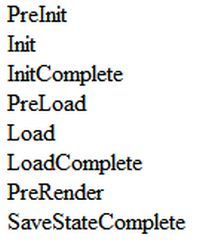 PreInit
Init
InitComplete
PreLoad
Load
LoadComplete
PreRender
SaveStateComplete